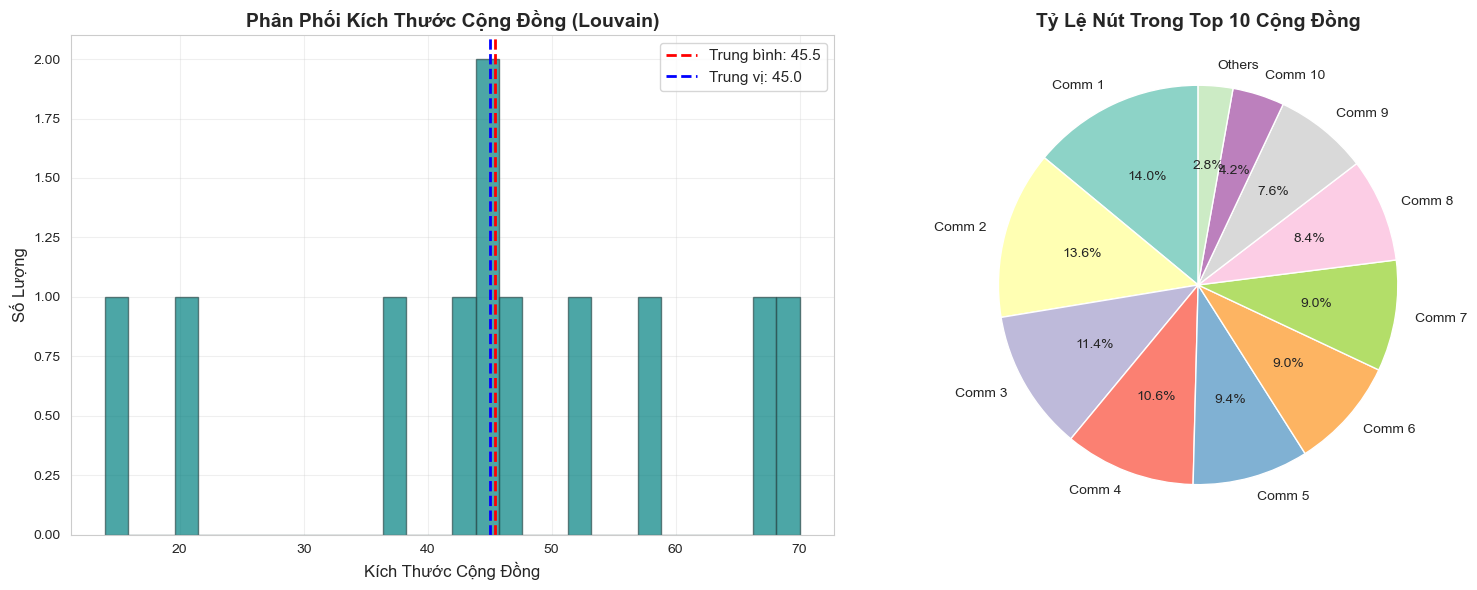 Phân Phối Kích Thước Cộng Đồng (Louvain)
Số Lượng
2.00
1.75
1.50
1.25
1.00
0.75
0.50
0.25
0.00
20
30
40
50
60
70
Kích Thước Cộng Đồng
Trung bình: 45.5
Trung vị: 45.0
Tỷ Lệ Nút Trong Top 10 Cộng Đồng
Comm 1
14.0%
Comm 2
13.6%
Comm 3
11.4%
Comm 4
10.6%
Comm 5
9.4%
Comm 6
9.0%
Comm 7
9.0%
Comm 8
8.4%
Comm 9
7.6%
Comm 10
4.2%
Others
2.8%